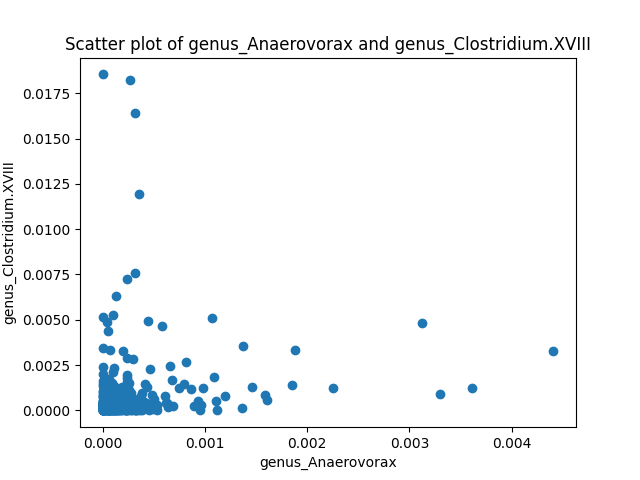 Scatter plot of genus_Anaerovorax and genus_Clostridium.XVIII
genus_Clostridium.XVIII
0.0175
0.0150
0.0125
0.0100
0.0075
0.0050
0.0025
0.0000
0.000 0.001 0.002 0.003 0.004
genus_Anaerovorax